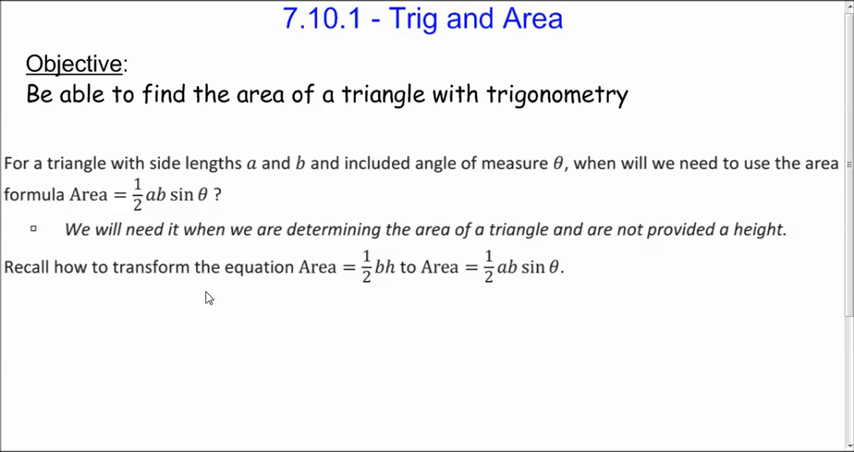 7.10.1 - Trig and Area
Objective:
Be able to find the area of a triangle with trigonometry
For a triangle with side lengths a and b and included angle of measure θ, when will we need to use the area
formula Area = 1/2 ab sin θ ?
▫ We will need it when we are determining the area of a triangle and are not provided a height.
Recall how to transform the equation Area = 1/2 bh to Area = 1/2 ab sin θ.